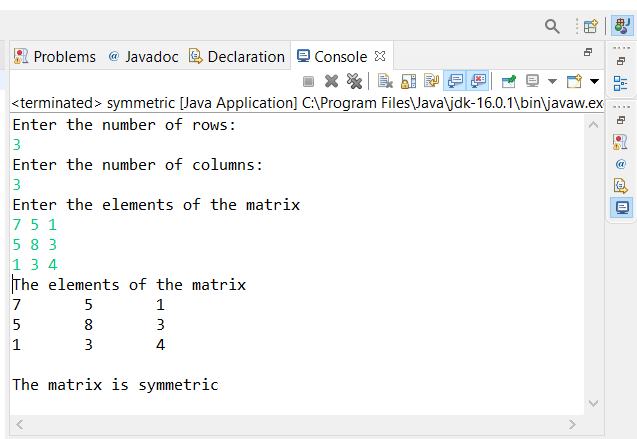 Problems @ Javadoc Declaration Console
<terminated> symmetric [Java Application] C:\Program Files\Java\jdk-16.0.1\bin\javaw.ex
Enter the number of rows:
3
Enter the number of columns:
3
Enter the elements of the matrix
7 5 1
5 8 3
1 3 4
The elements of the matrix
7 5 1
5 8 3
1 3 4
The matrix is symmetric